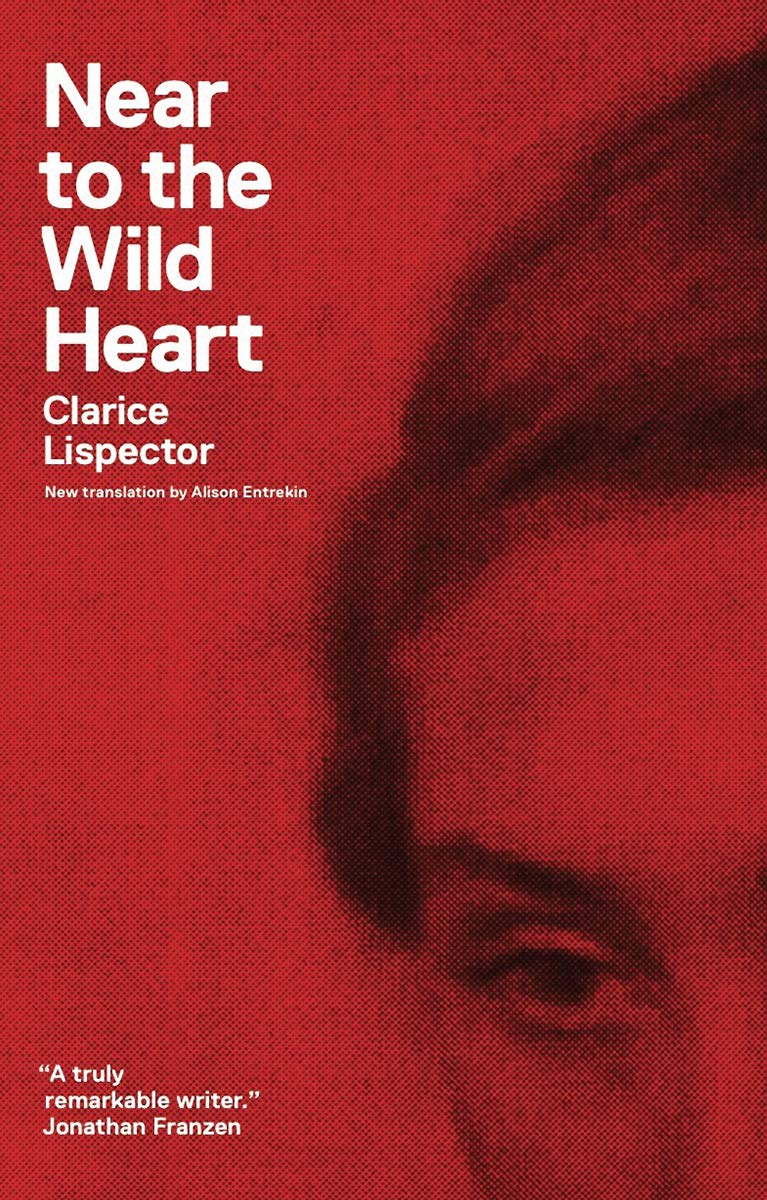 Near
to the
Wild
Heart
Clarice
Lispector
New translation by Alison Entrekin
“A truly
remarkable writer.”
Jonathan Franzen